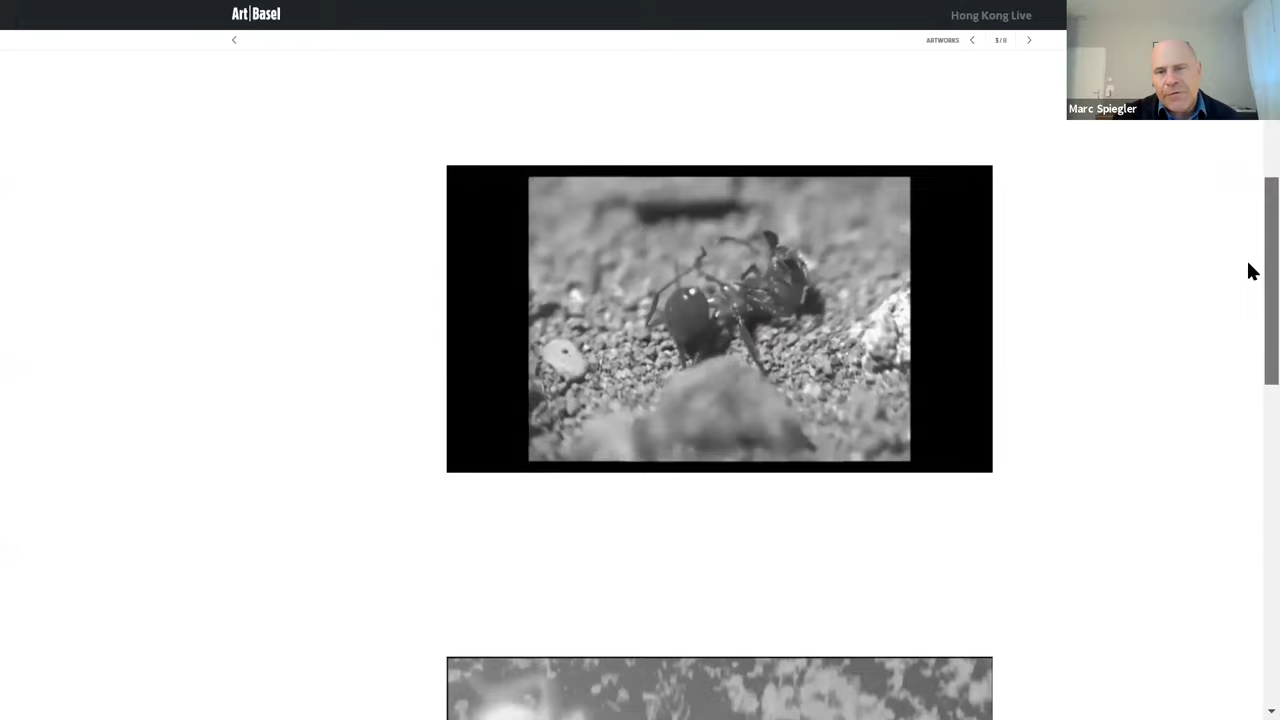 Art|Basel
Hong Kong Live
ARTWORKS
3/8
Marc Spiegler